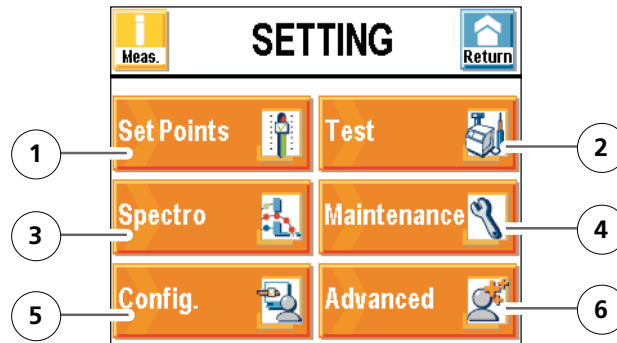 Meas.
SETTING
Return
1
Set Points
Test
2
3
Spectro
Maintenance
4
5
Config.
Advanced
6